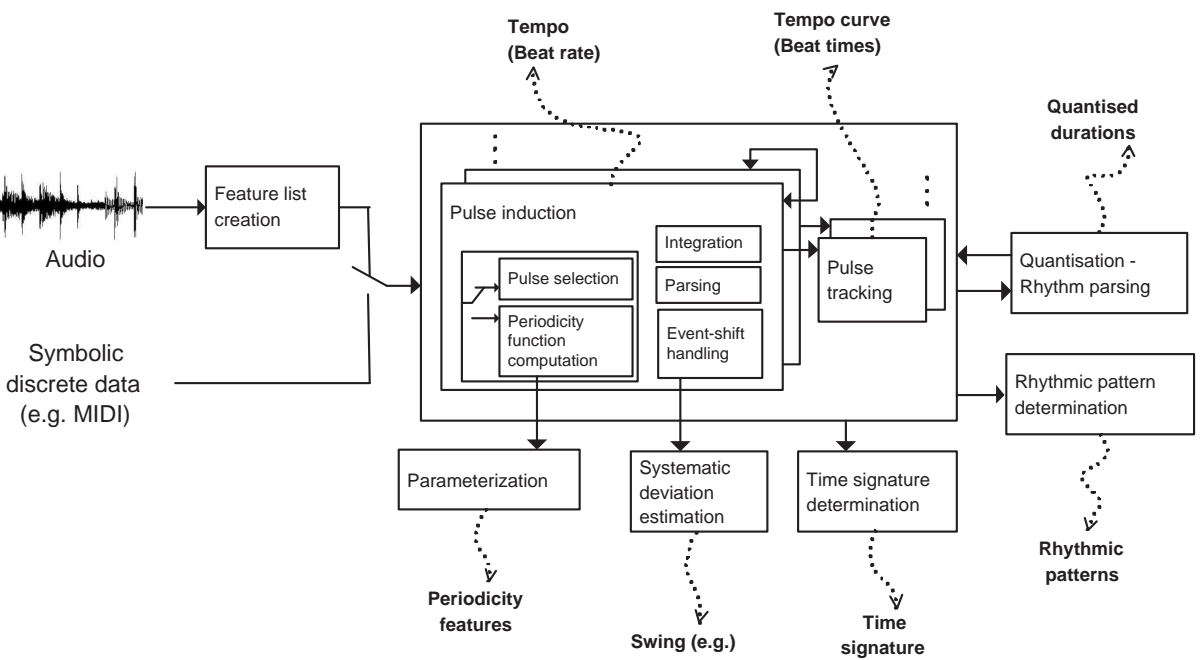 Tempo
(Beat rate)
Tempo curve
(Beat times)
Quantised
durations
Feature list
creation
Audio
Symbolic
discrete data
(e.g. MIDI)
Pulse induction
Pulse selection
Periodicity
function
computation
Integration
Parsing
Event-shift
handling
Pulse
tracking
Quantisation -
Rhythm parsing
Rhythmic pattern
determination
Parameterization
Systematic
deviation
estimation
Time signature
determination
Periodicity
features
Swing (e.g.)
Time
signature
Rhythmic
patterns